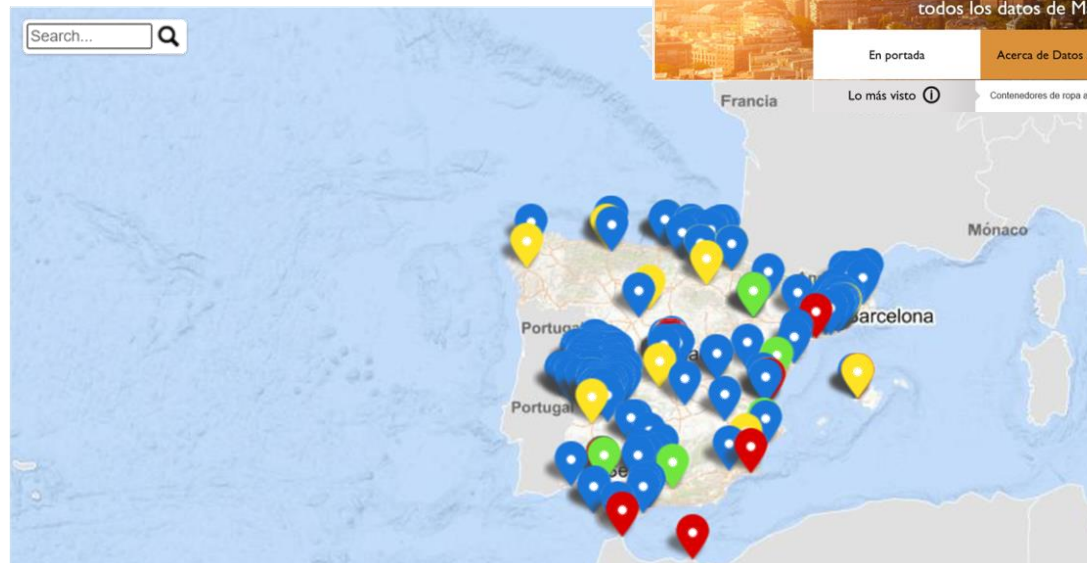 todos los datos de M
En portada
Acerca de Datos
Lo más visto
Contenedores de ropa a
Search...
Francia
Mónaco
Barcelona
Portugal
Portugal